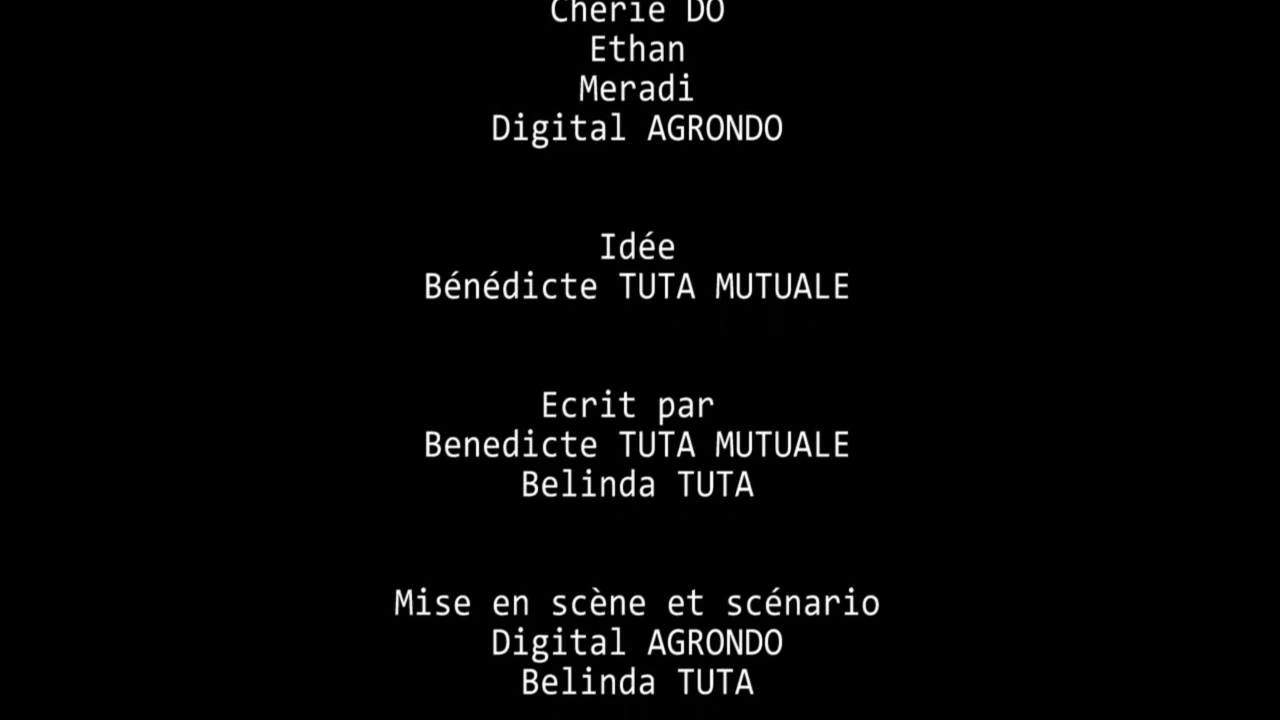 Cherie DO
Ethan
Meradi
Digital AGRONDO
Idée
Bénédicte TUTA MUTUALE
Ecrit par
Benedicte TUTA MUTUALE
Belinda TUTA
Mise en scène et scénario
Digital AGRONDO
Belinda TUTA